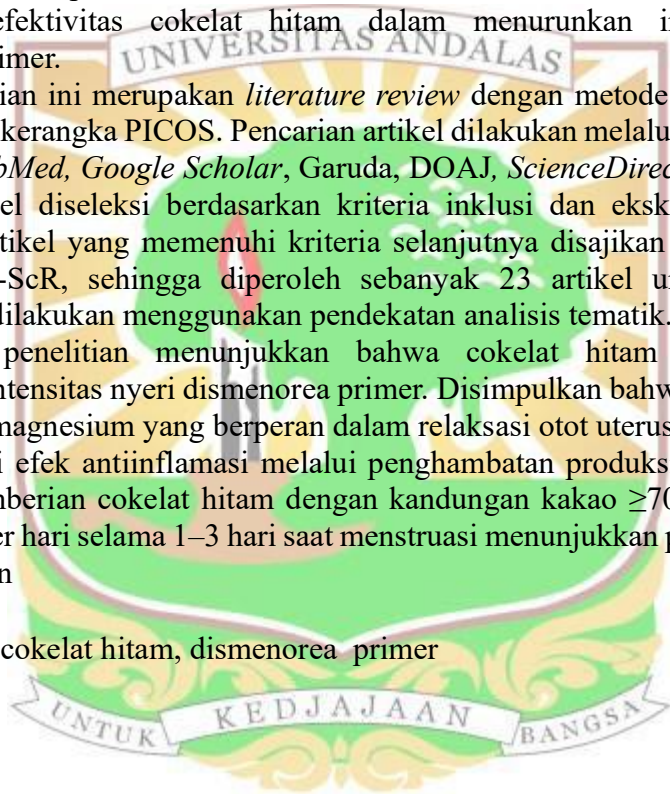 efektivitas cokelat hitam dalam menurunkan
imer.
UNIVERSITAS ANDALAS
ian ini merupakan literature review dengan metode
kerangka PICOS. Pencarian artikel dilakukan melalu
bMed, Google Scholar, Garuda, DOAJ, ScienceDirec
el diseleksi berdasarkan kriteria inklusi dan eksk
tikel yang memenuhi kriteria selanjutnya disajikan
-ScR, sehingga diperoleh sebanyak 23 artikel u
dilakukan menggunakan pendekatan analisis tematik.
penelitian menunjukkan bahwa cokelat hitam
ntensitas nyeri dismenorea primer. Disimpulkan bahw
magnesium yang berperan dalam relaksasi otot uterus
i efek antiinflamasi melalui penghambatan produks
mberian cokelat hitam dengan kandungan kakao ≥70
er hari selama 1–3 hari saat menstruasi menunjukkan p
n
cokelat hitam, dismenorea primer
UNTUK KEDJAJAAN BANGSA